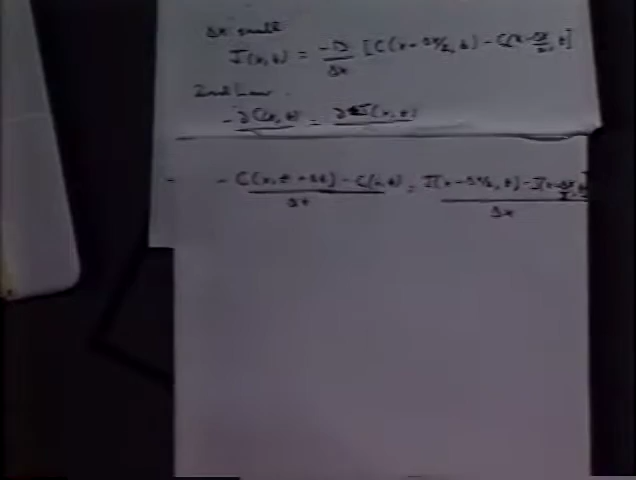 Δx small
J(x,t) = -D/Δx [C(x+Δx/2, t) - C(x-Δx/2, t]
2nd Law
-∂C(x,t) = ∂J(x,t)
- C(x, t+Δt) - C(x,t) / Δt = J(x-Δx/2, t) - J(x-Δx/2, t / Δx